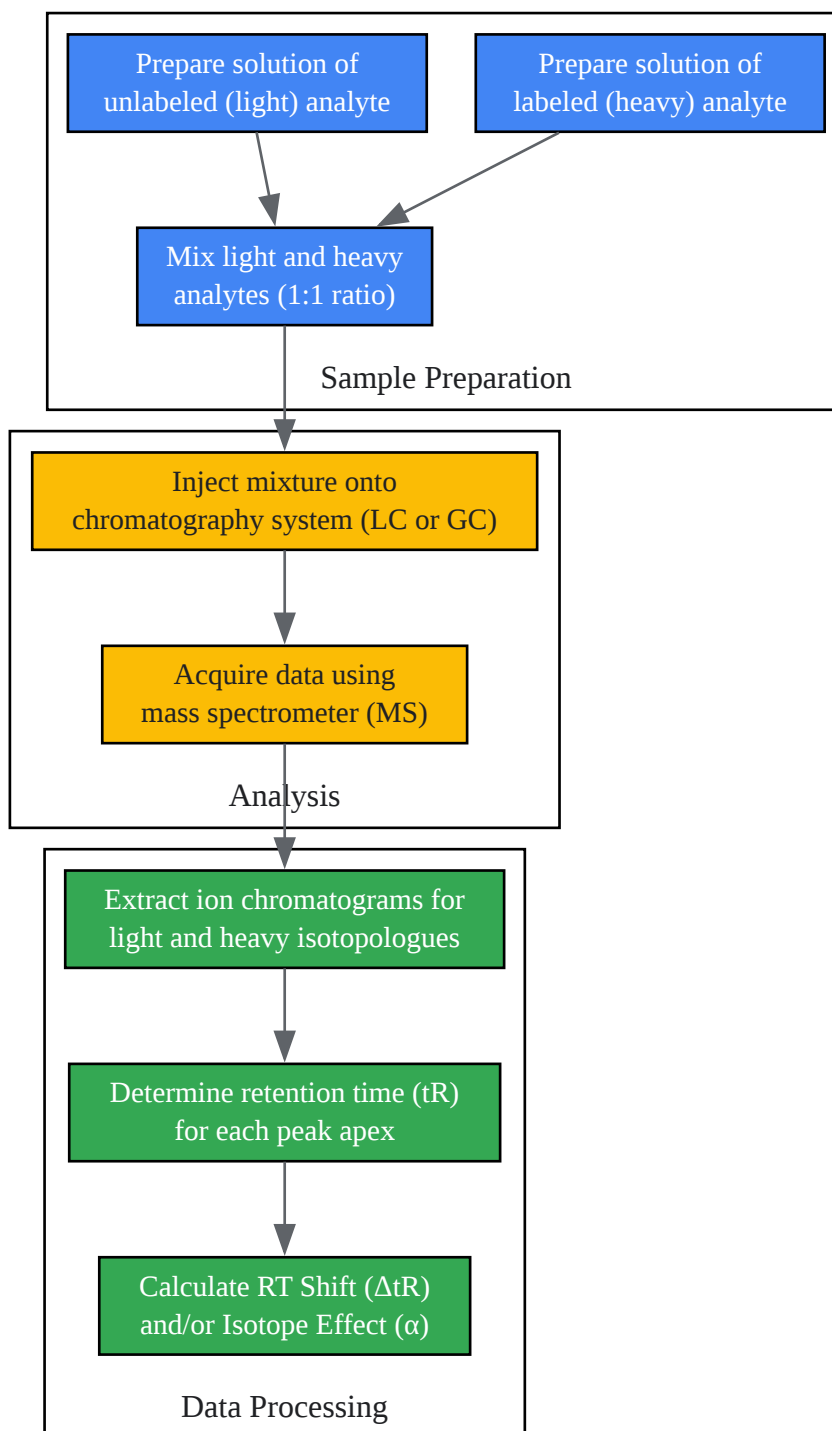 Prepare solution of
unlabeled (light) analyte
Prepare solution of
labeled (heavy) analyte
Mix light and heavy
analytes (1:1 ratio)
Sample Preparation
Inject mixture onto
chromatography system (LC or GC)
Acquire data using
mass spectrometer (MS)
Analysis
Extract ion chromatograms for
light and heavy isotopologues
Determine retention time (tR)
for each peak apex
Calculate RT Shift (ΔtR)
and/or Isotope Effect (α)
Data Processing